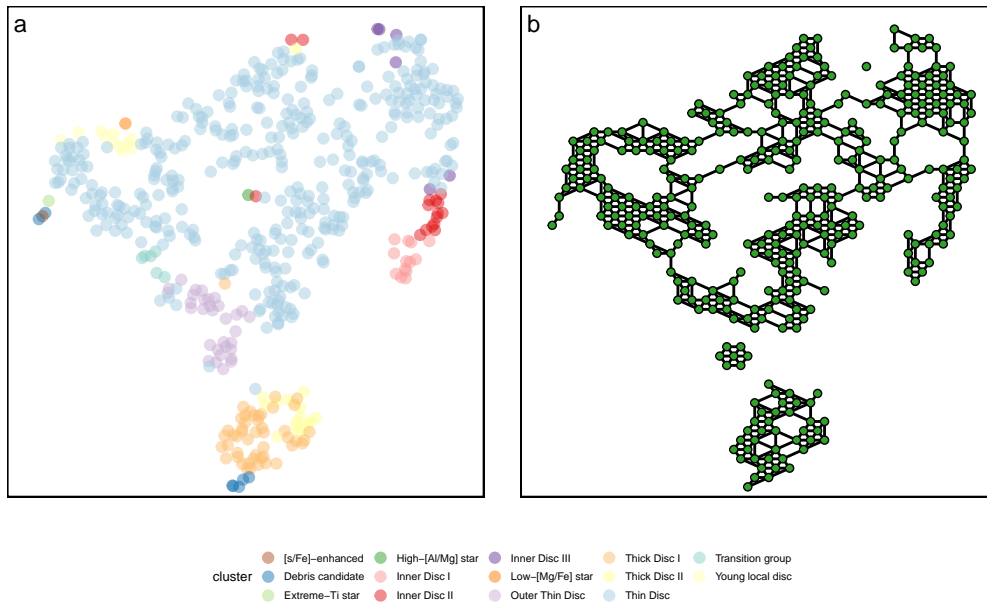 a
b
[s/Fe]−enhanced High−[Al/Mg] star Inner Disc III Thick Disc I Transition group
cluster Debris candidate Inner Disc I Low−[Mg/Fe] star Thick Disc II Young local disc
Extreme−Ti star Inner Disc II Outer Thin Disc Thin Disc